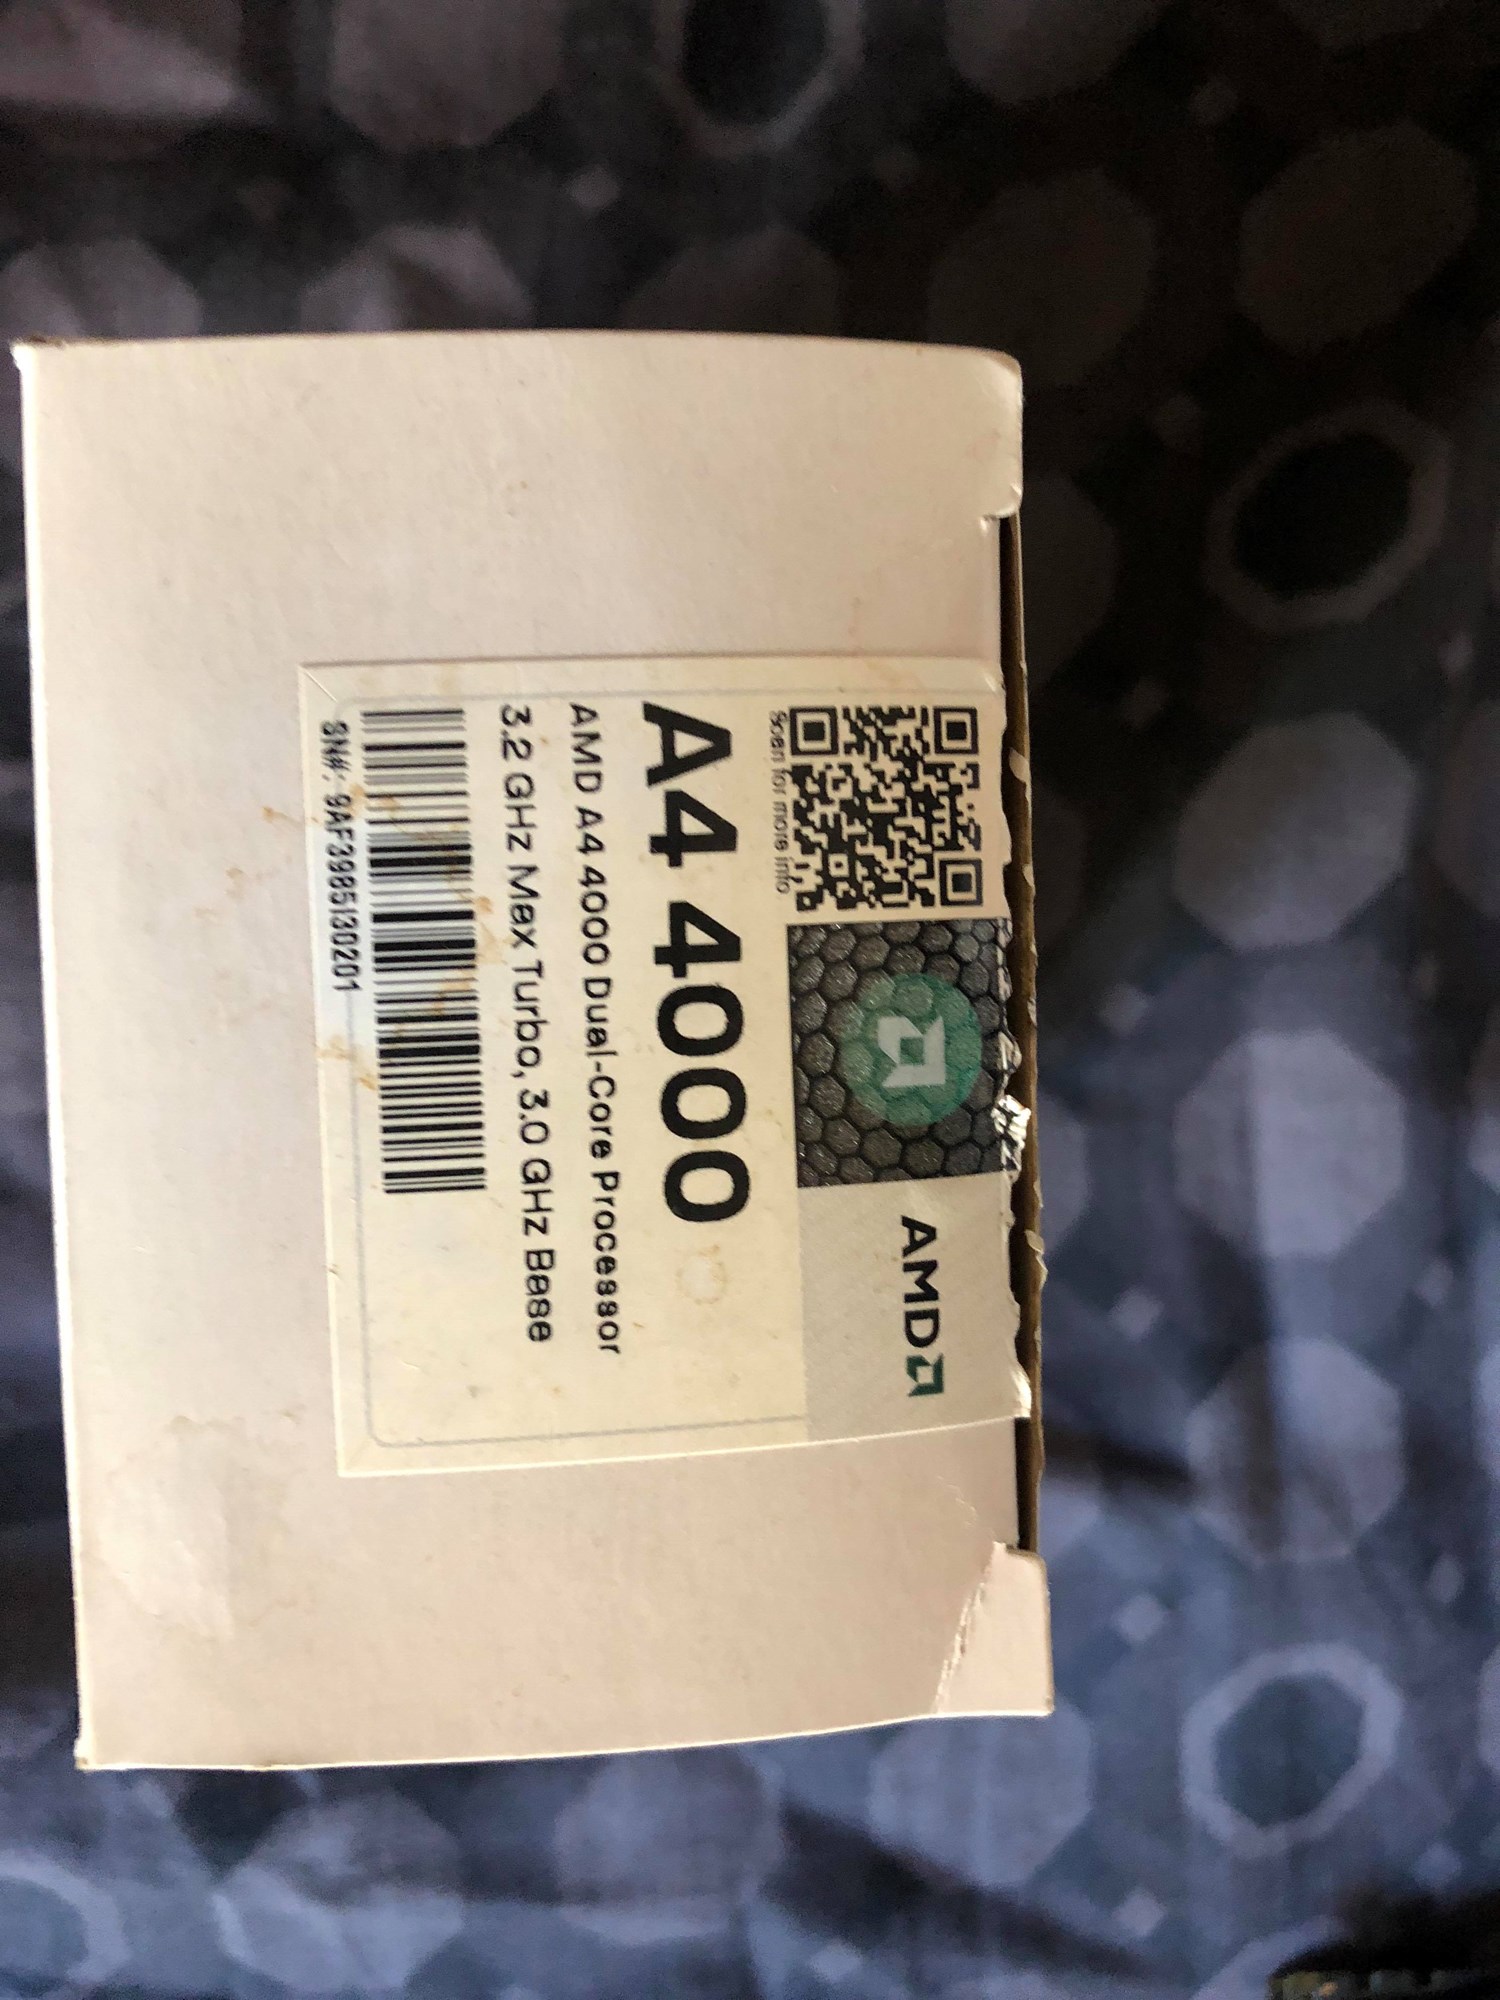 AMD
Scan for more info
A4 4000
AMD A4 4000 Dual-Core Processor
3.2 GHz Max Turbo, 3.0 GHz Base
SN#: 9AF3985I30201